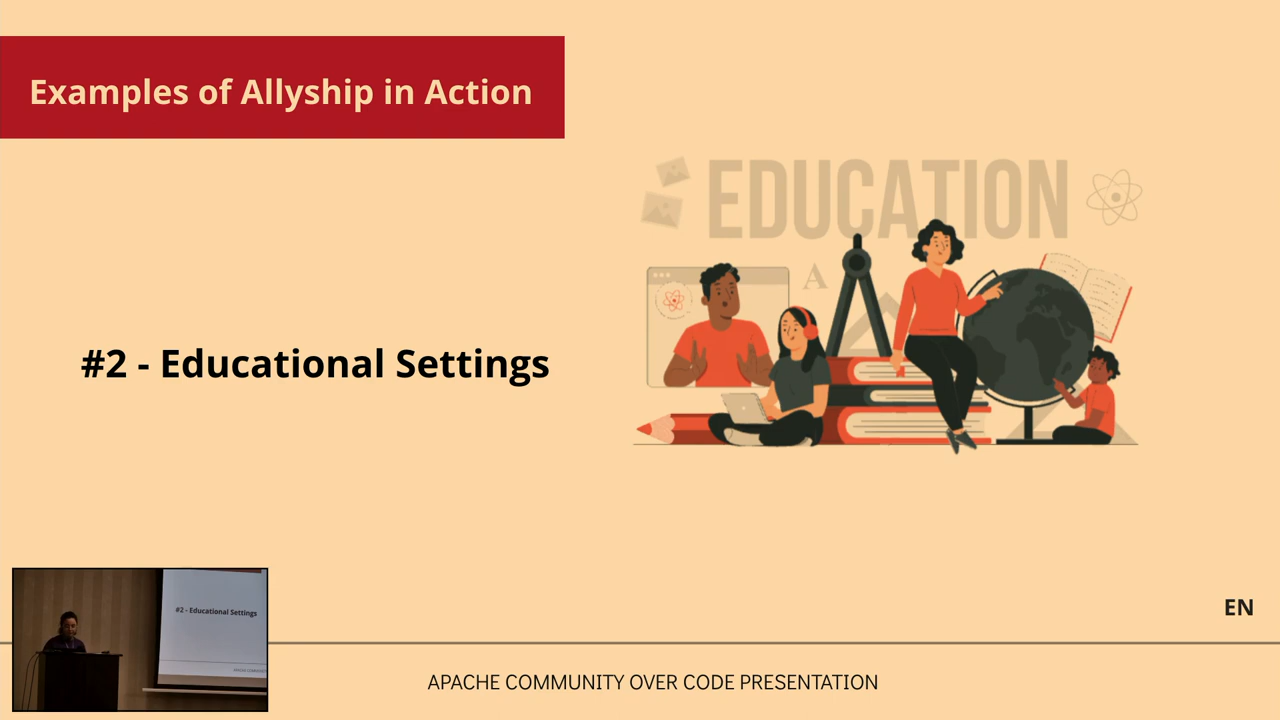 Examples of Allyship in Action
EDUCATION
A
#2 - Educational Settings
#2 - Educational Settings
EN
APACHE COMMUNITY OVER CODE PRESENTATION